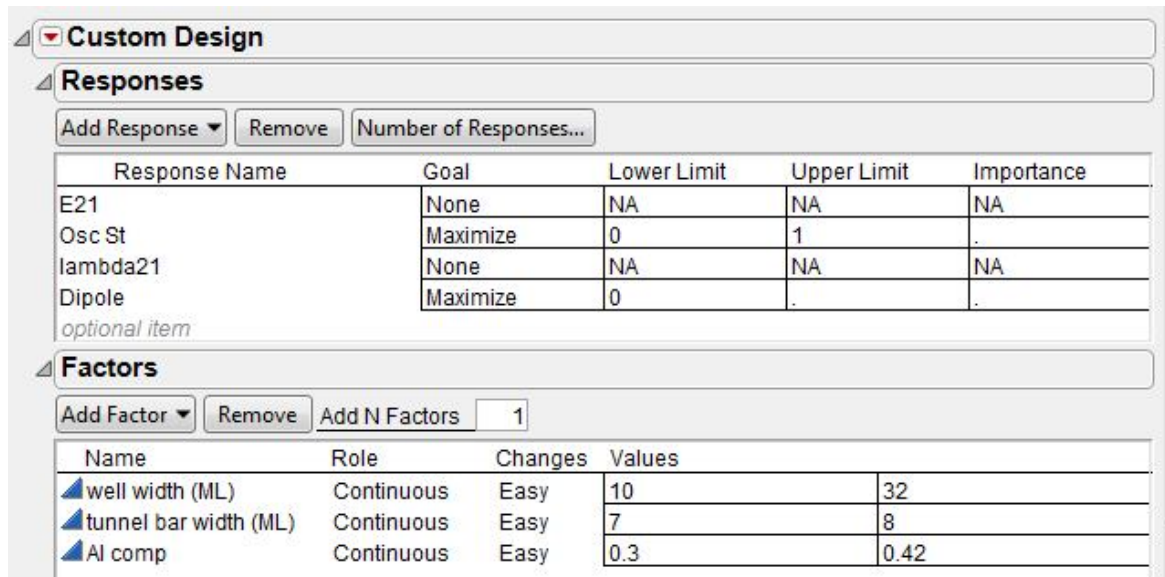 Custom Design
Responses
Add Response Remove Number of Responses...
Response Name Goal Lower Limit Upper Limit Importance
E21 None NA NA NA
Osc St Maximize 0 1 .
lambda21 None NA NA NA
Dipole Maximize 0 . .
optional item
Factors
Add Factor Remove Add N Factors 1
Name Role Changes Values
well width (ML) Continuous Easy 10 32
tunnel bar width (ML) Continuous Easy 7 8
Al comp Continuous Easy 0.3 0.42